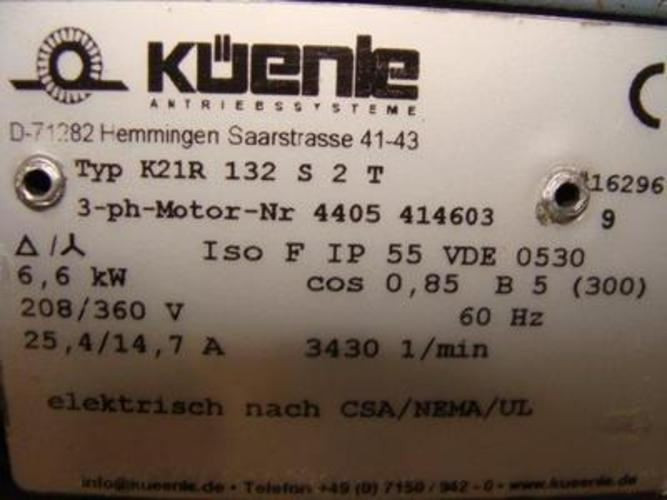 KÜenle
ANTRIEBSSYSTEME
D-71282 Hemmingen Saarstrasse 41-43
Typ K21R 132 S 2 T
16296
3-ph-Motor-Nr 4405 414603 9
Iso F IP 55 VDE 0530
Δ/⅄
6,6 kW cos 0,85 B 5 (300)
208/360 V 60 Hz
25,4/14,7 A 3430 1/min
elektrisch nach CSA/NEMA/UL
info@kueenle.de • Telefon +49 (0) 7150 / 942 - 0 • www.kueenle.de